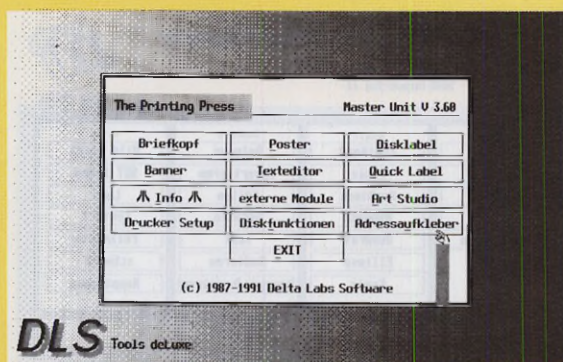 The Printing Press Master Unit V 3.60
Briefkopf Poster Disklabel
Banner Texteditor Quick Label
Info externe Module Art Studio
Drucker Setup Diskfunktionen Adressaufkleber
EXIT
(c) 1987-1991 Delta Labs Software
DLS Tools deLuxe